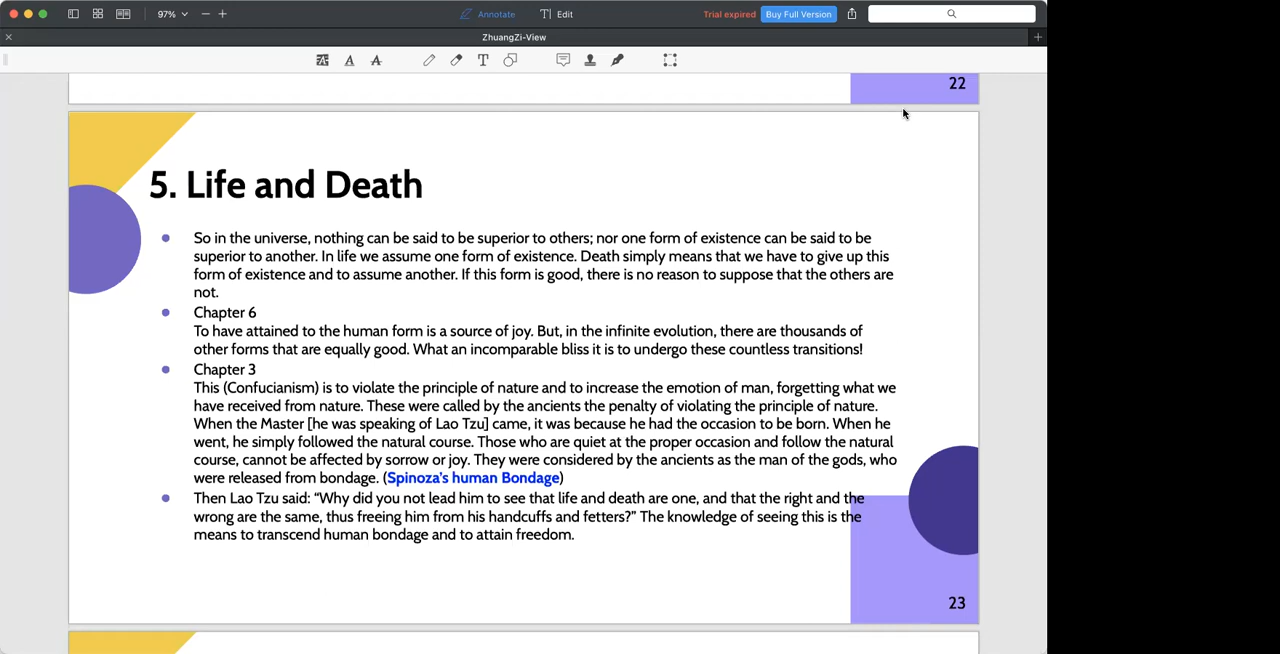 97%
Annotate
Edit
Trial expired
Buy Full Version
ZhuangZi-View
22
5. Life and Death
So in the universe, nothing can be said to be superior to others; nor one form of existence can be said to be
superior to another. In life we assume one form of existence. Death simply means that we have to give up this
form of existence and to assume another. If this form is good, there is no reason to suppose that the others are
not.
Chapter 6
To have attained to the human form is a source of joy. But, in the infinite evolution, there are thousands of
other forms that are equally good. What an incomparable bliss it is to undergo these countless transitions!
Chapter 3
This (Confucianism) is to violate the principle of nature and to increase the emotion of man, forgetting what we
have received from nature. These were called by the ancients the penalty of violating the principle of nature.
When the Master [he was speaking of Lao Tzu] came, it was because he had the occasion to be born. When he
went, he simply followed the natural course. Those who are quiet at the proper occasion and follow the natural
course, cannot be affected by sorrow or joy. They were considered by the ancients as the man of the gods, who
were released from bondage. (Spinoza's human Bondage)
Then Lao Tzu said: “Why did you not lead him to see that life and death are one, and that the right and the
wrong are the same, thus freeing him from his handcuffs and fetters?” The knowledge of seeing this is the
means to transcend human bondage and to attain freedom.
23